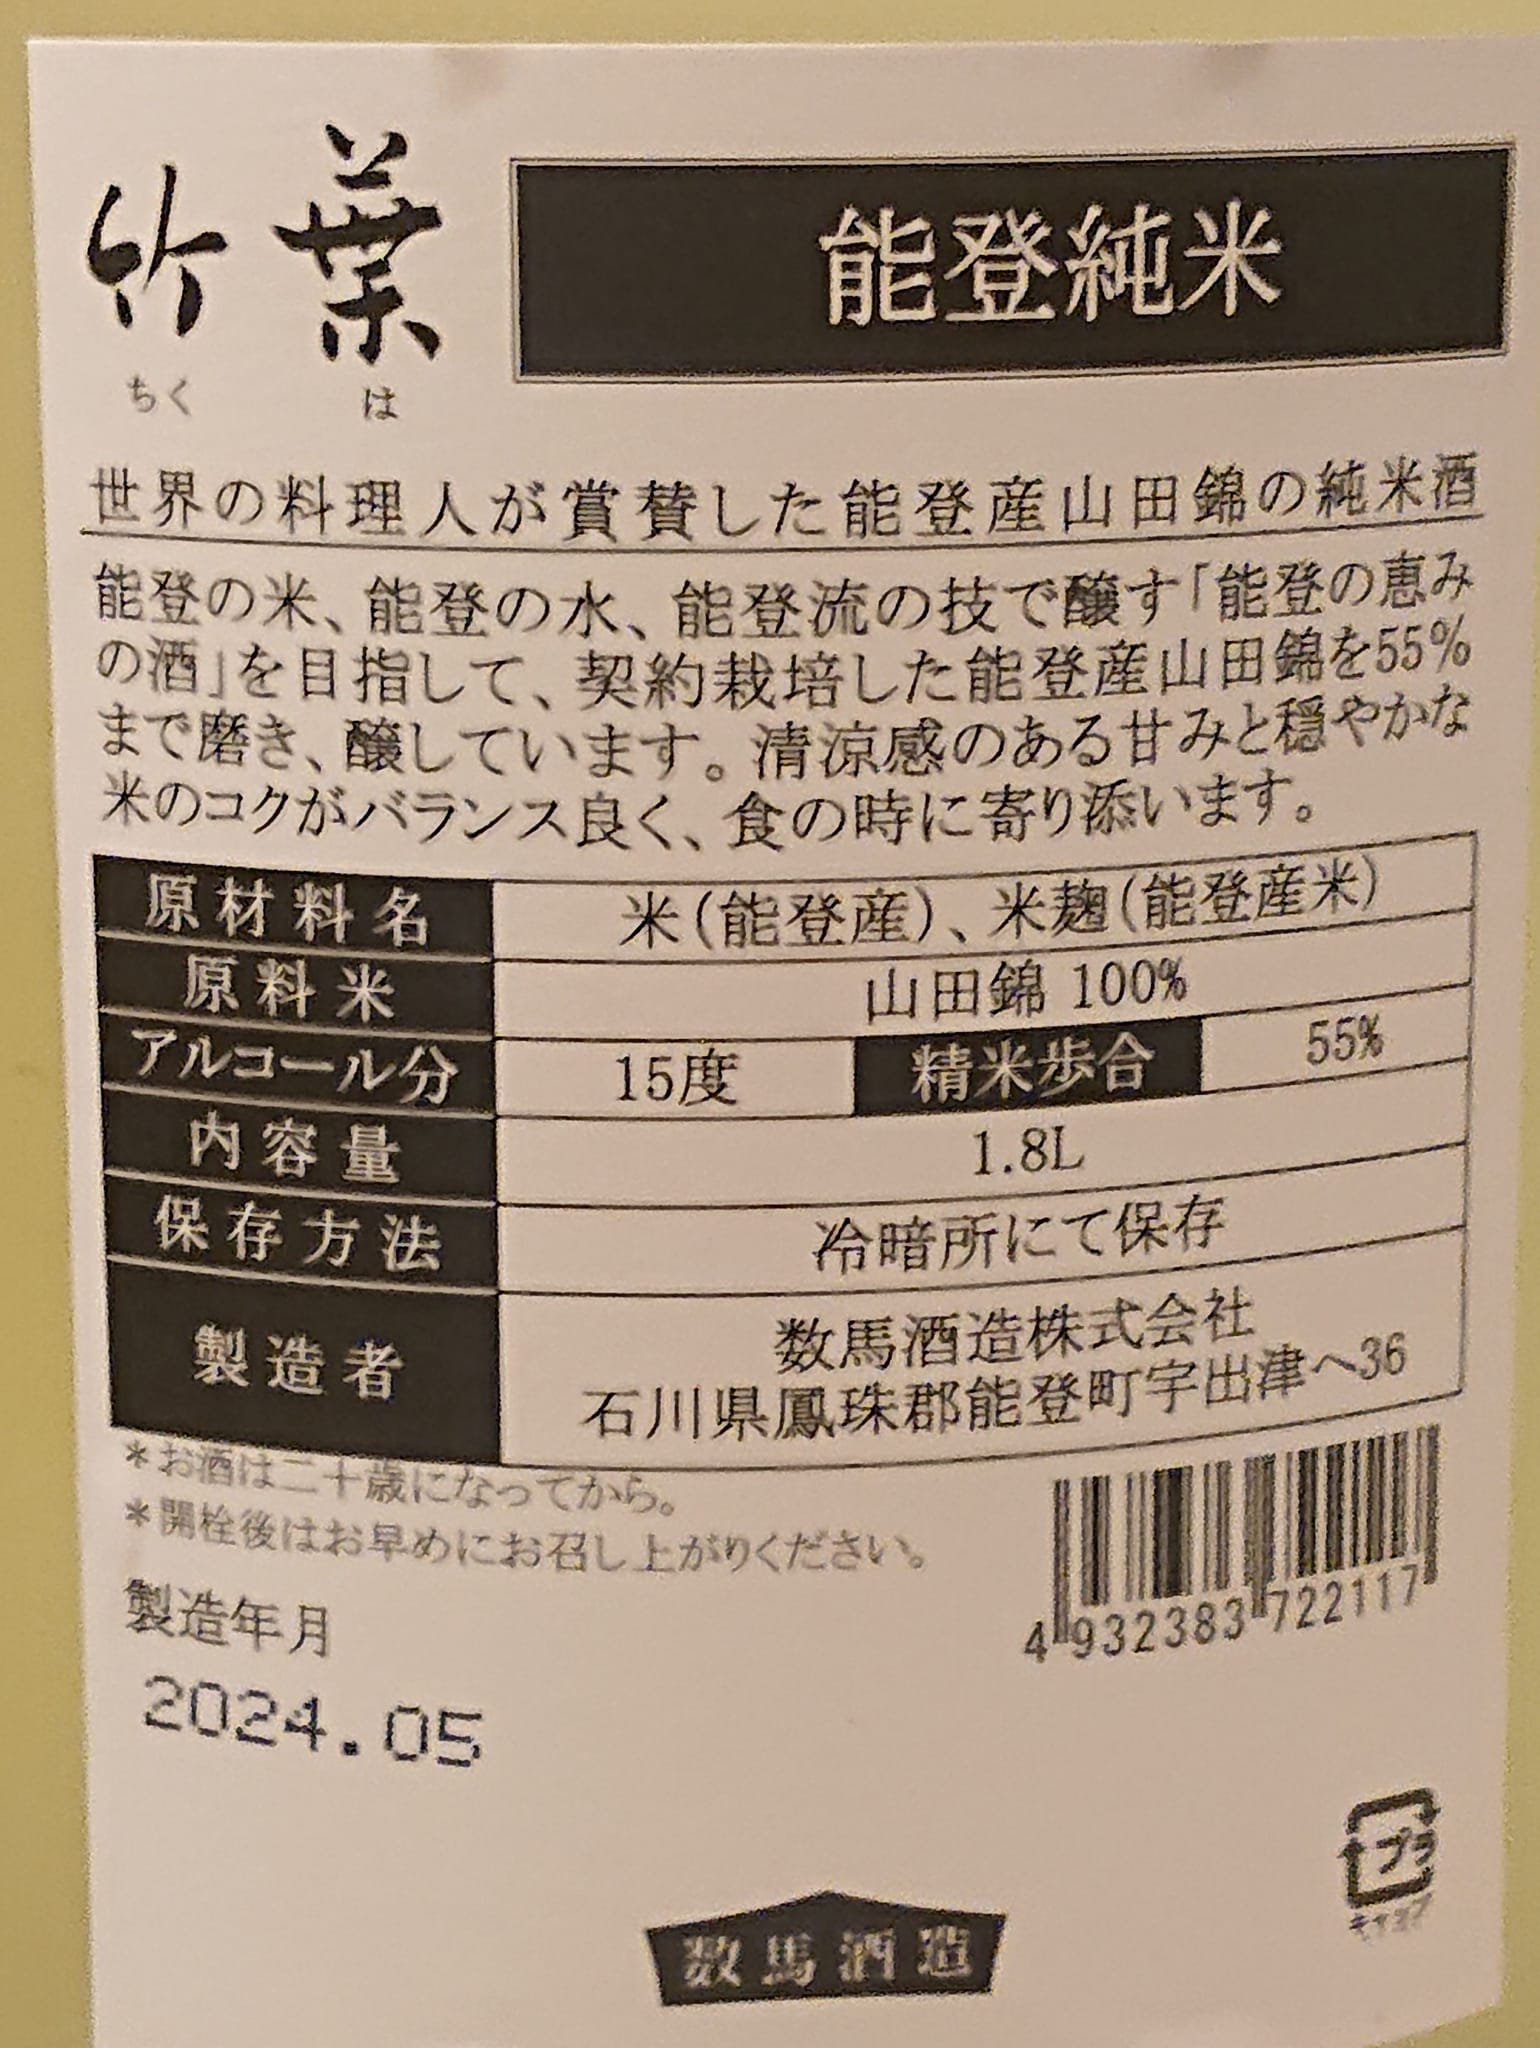 竹葉
ちくは
能登純米
世界の料理人が賞賛した能登産山田錦の純米酒
能登の米、能登の水、能登流の技で醸す「能登の恵み
の酒」を目指して、契約栽培した能登産山田錦を55%
まで磨き、醸しています。清涼感のある甘みと穏やかな
米のコクがバランス良く、食の時に寄り添います。
原材料名 米(能登産)、米麹(能登産米)
原料米 山田錦 100%
アルコール分 15度 精米歩合 55%
内容量 1.8L
保存方法 冷暗所にて保存
製造者 数馬酒造株式会社
石川県鳳珠郡能登町宇出津へ36
*お酒は二十歳になってから。
*開栓後はお早めにお召し上がりください。
4 932383 722117
製造年月
2024.05
プラ
数馬酒造